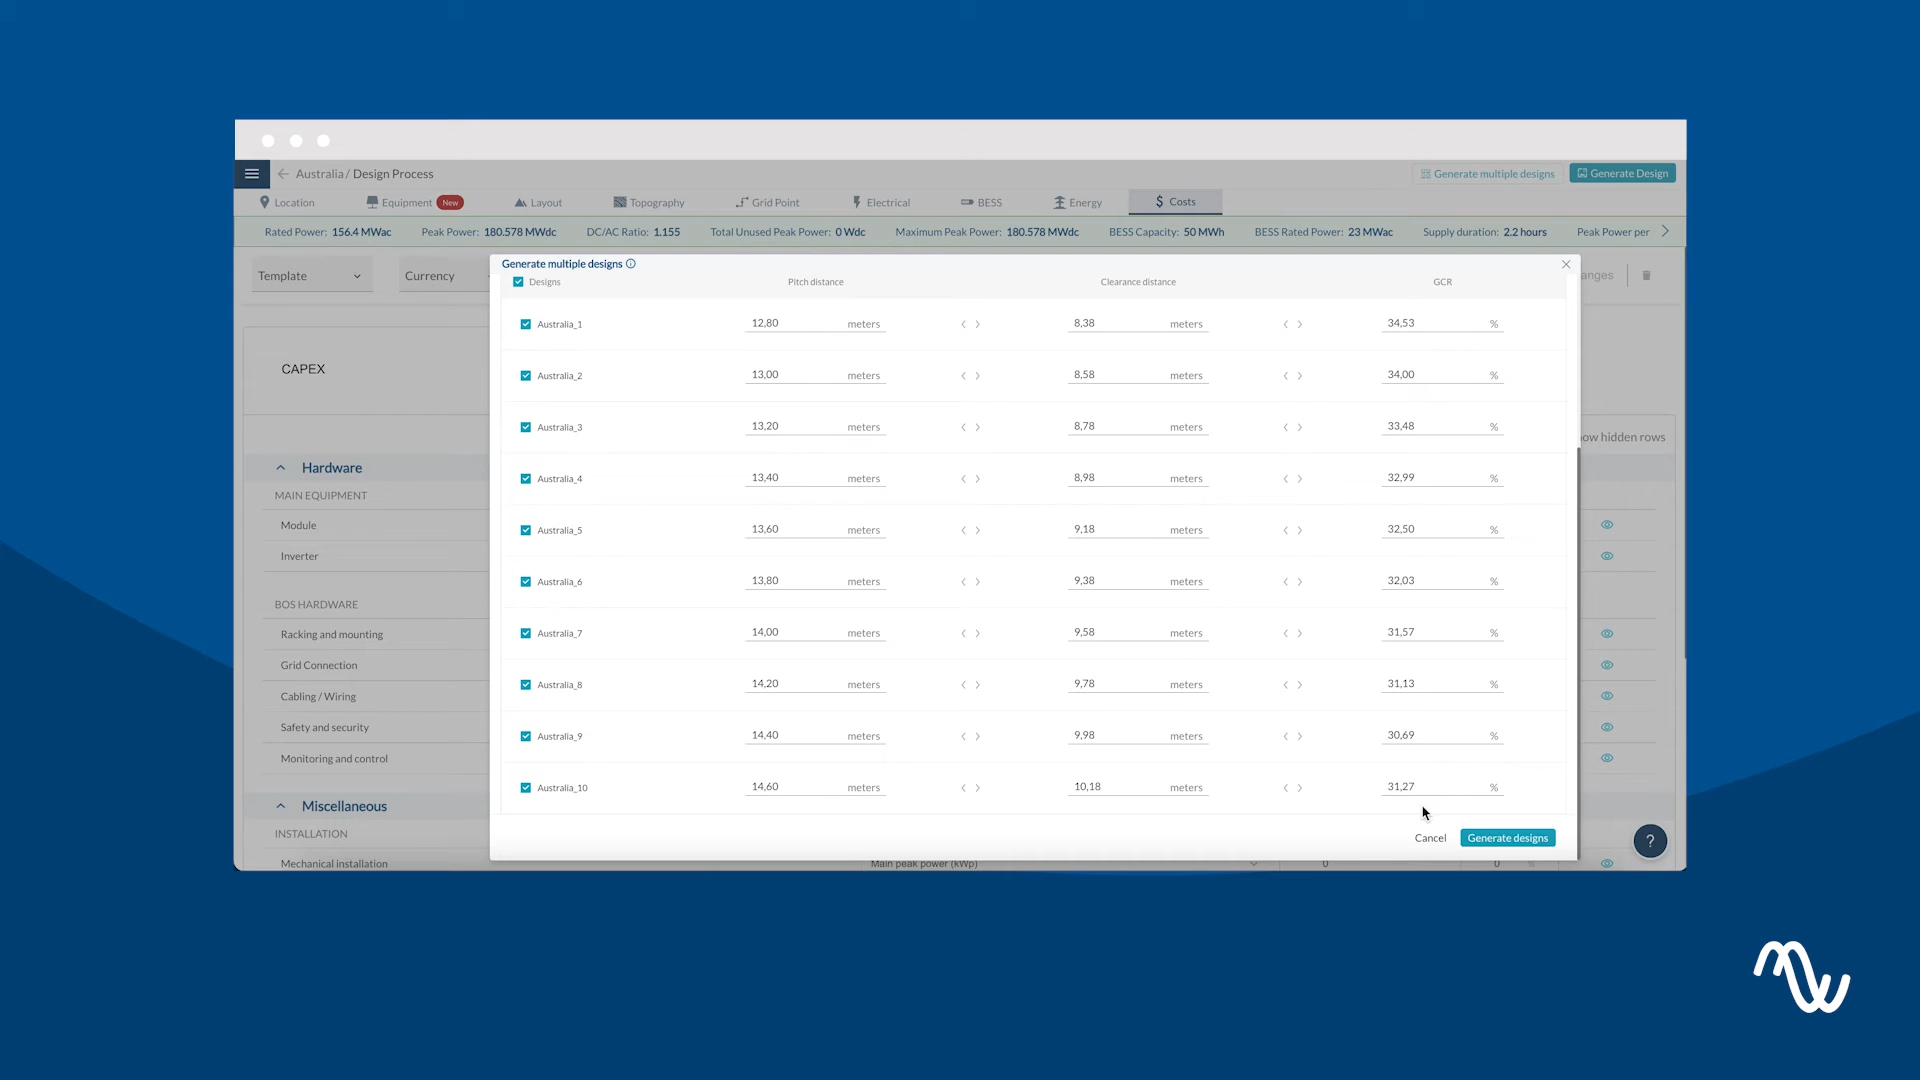 Australia / Design Process
Generate multiple designs
Generate Design
Location
Equipment New
Layout
Topography
Grid Point
Electrical
BESS
Energy
$ Costs
Rated Power: 156.4 MWac
Peak Power: 180.578 MWdc
DC/AC Ratio: 1.155
Total Unused Peak Power: 0 Wdc
Maximum Peak Power: 180.578 MWdc
BESS Capacity: 50 MWh
BESS Rated Power: 23 MWac
Supply duration: 2.2 hours
Peak Power per
Template
Currency
anges
CAPEX
ow hidden rows
Hardware
MAIN EQUIPMENT
Module
Inverter
BOS HARDWARE
Racking and mounting
Grid Connection
Cabling / Wiring
Safety and security
Monitoring and control
Miscellaneous
INSTALLATION
Mechanical installation
Main peak power (kWp)
0
0 %
Generate multiple designs
Designs Pitch distance Clearance distance GCR
Australia_1 12,80 meters 8,38 meters 34,53 %
Australia_2 13,00 meters 8,58 meters 34,00 %
Australia_3 13,20 meters 8,78 meters 33,48 %
Australia_4 13,40 meters 8,98 meters 32,99 %
Australia_5 13,60 meters 9,18 meters 32,50 %
Australia_6 13,80 meters 9,38 meters 32,03 %
Australia_7 14,00 meters 9,58 meters 31,57 %
Australia_8 14,20 meters 9,78 meters 31,13 %
Australia_9 14,40 meters 9,98 meters 30,69 %
Australia_10 14,60 meters 10,18 meters 31,27 %
Cancel
Generate designs
?